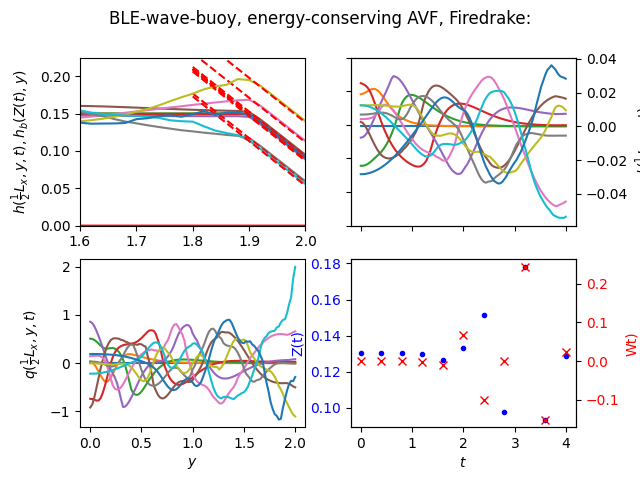 BLE-wave-buoy, energy-conserving AVF, Firedrake:
h(½Lₓ, y, t), h_b(Z(t), y)
0.20
0.15
0.10
0.05
0.00
1.6 1.7 1.8 1.9 2.0
0.04
0.02
0.00
−0.02
−0.04
q(½Lₓ, y, t)
2
1
0
−1
0.0 0.5 1.0 1.5 2.0
y
Z(t)
0.18
0.16
0.14
0.12
0.10
0 1 2 3 4
t
0.2
0.1
0.0
−0.1
Wt)